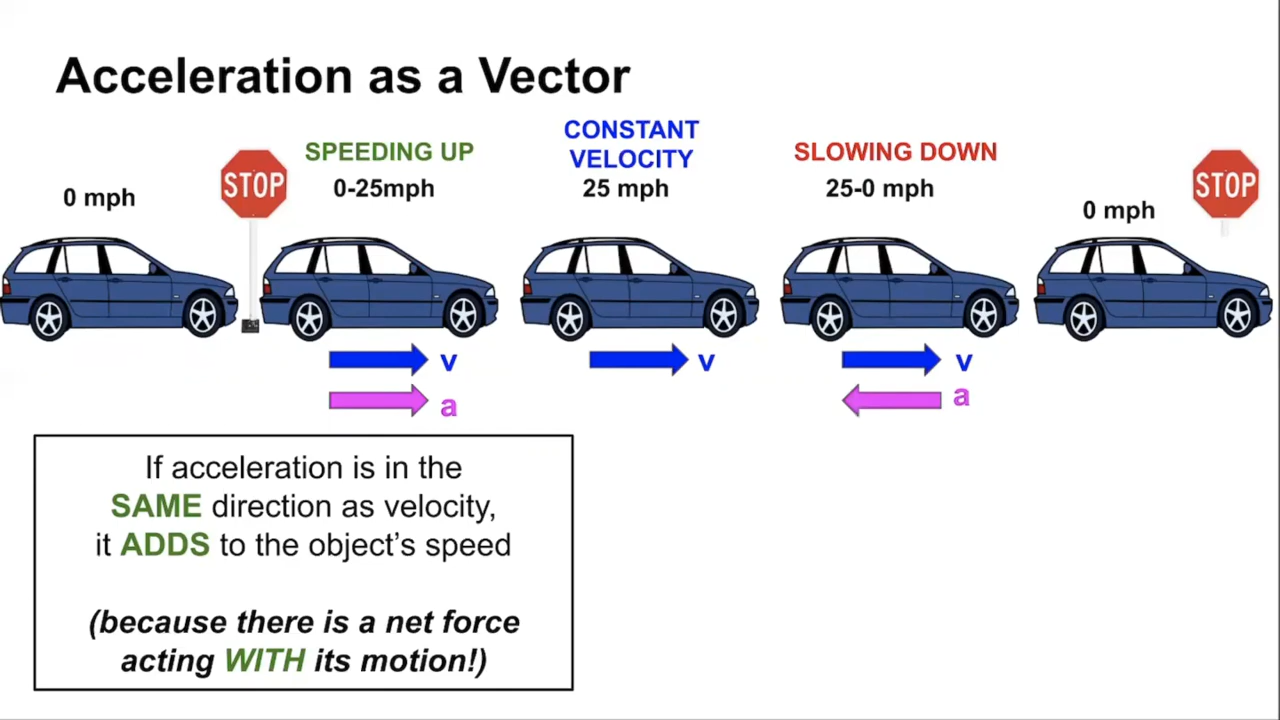 Acceleration as a Vector
0 mph
STOP
SPEEDING UP
0-25mph
CONSTANT
VELOCITY
25 mph
SLOWING DOWN
25-0 mph
0 mph
STOP
v
a
v
v
a
If acceleration is in the
SAME direction as velocity,
it ADDS to the object’s speed
(because there is a net force
acting WITH its motion!)